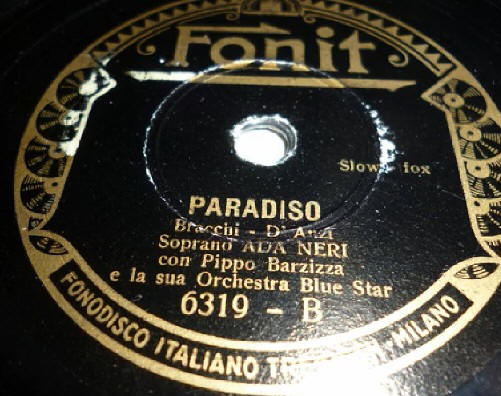 Fonit
Slow fox
PARADISO
Bracchi - D'Anzi
Soprano ADA NERI
con Pippo Barzizza
e la sua Orchestra Blue Star
6319 - B
FONODISCO ITALIANO MILANO